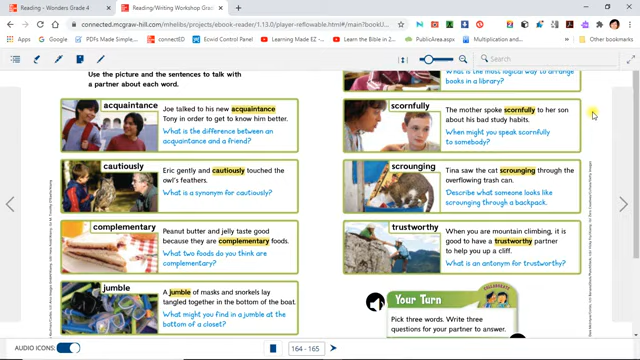 Reading - Wonders Grade 4
Reading/Writing Workshop Grad
connected.mcgraw-hill.com/mhelibs/projects/ebook-reader/1.13.0/player-reflowable.html#/main?bookU
Apps
PDFs Made Simple
connectED
Ecwid Control Panel
Learning Made EZ -
Learn the Bible in 2
PublicArea.aspx
Multiplication and
Other bookmarks
Search
Use the picture and the sentences to talk with
a partner about each word.
acquaintance
Joe talked to his new acquaintance
Tony in order to get to know him better.
What is the difference between an
acquaintance and a friend?
cautiously
Eric gently and cautiously touched the
owl's feathers.
What is a synonym for cautiously?
complementary
Peanut butter and jelly taste good
because they are complementary foods.
What two foods do you think are
complementary?
jumble
A jumble of masks and snorkels lay
tangled together in the bottom of the boat.
What might you find in a jumble at the
bottom of a closet?
What is the most logical way to arrange
books in a library?
scornfully
The mother spoke scornfully to her son
about his bad study habits.
When might you speak scornfully
to somebody?
scrounging
Tina saw the cat scrounging through the
overflowing trash can.
Describe what someone looks like
scrounging through a backpack.
trustworthy
When you are mountain climbing, it is
good to have a trustworthy partner
to help you up a cliff.
What is an antonym for trustworthy?
Your Turn
COLLABORATE
Pick three words. Write three
questions for your partner to answer.
AUDIO ICONS:
164 - 165